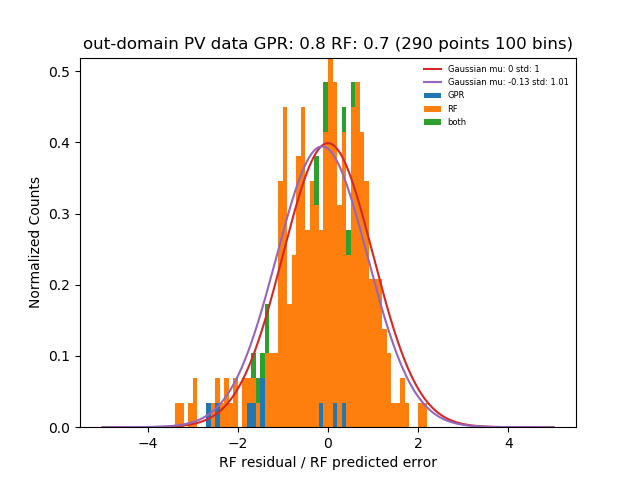 out-domain PV data GPR: 0.8 RF: 0.7 (290 points 100 bins)
Gaussian mu: 0 std: 1
Gaussian mu: -0.13 std: 1.01
GPR
RF
both
Normalized Counts
0.5
0.4
0.3
0.2
0.1
0.0
−4
−2
0
2
4
RF residual / RF predicted error